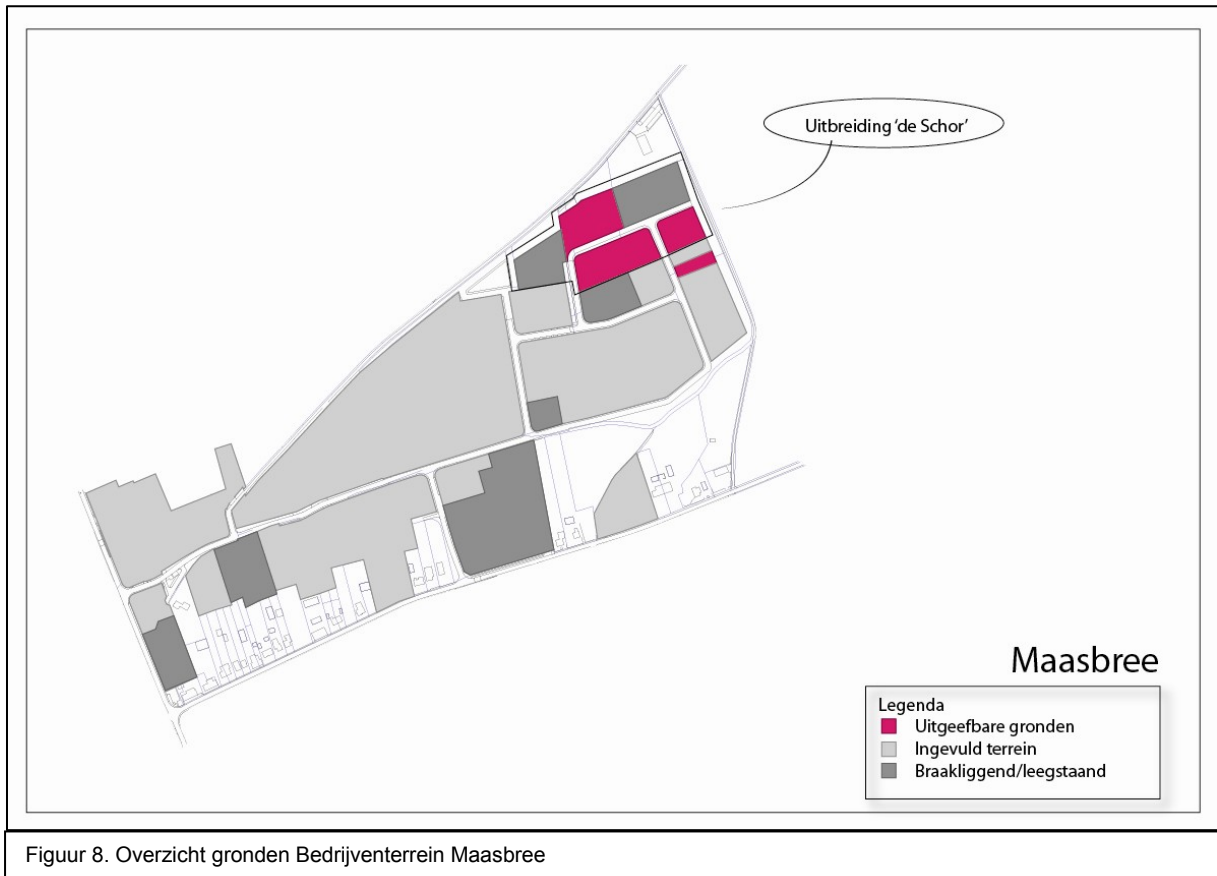 Uitbreiding 'de Schor'
Maasbree
Legenda
Uitgeefbare gronden
Ingevuld terrein
Braakliggend/leegstaand
Figuur 8. Overzicht gronden Bedrijventerrein Maasbree